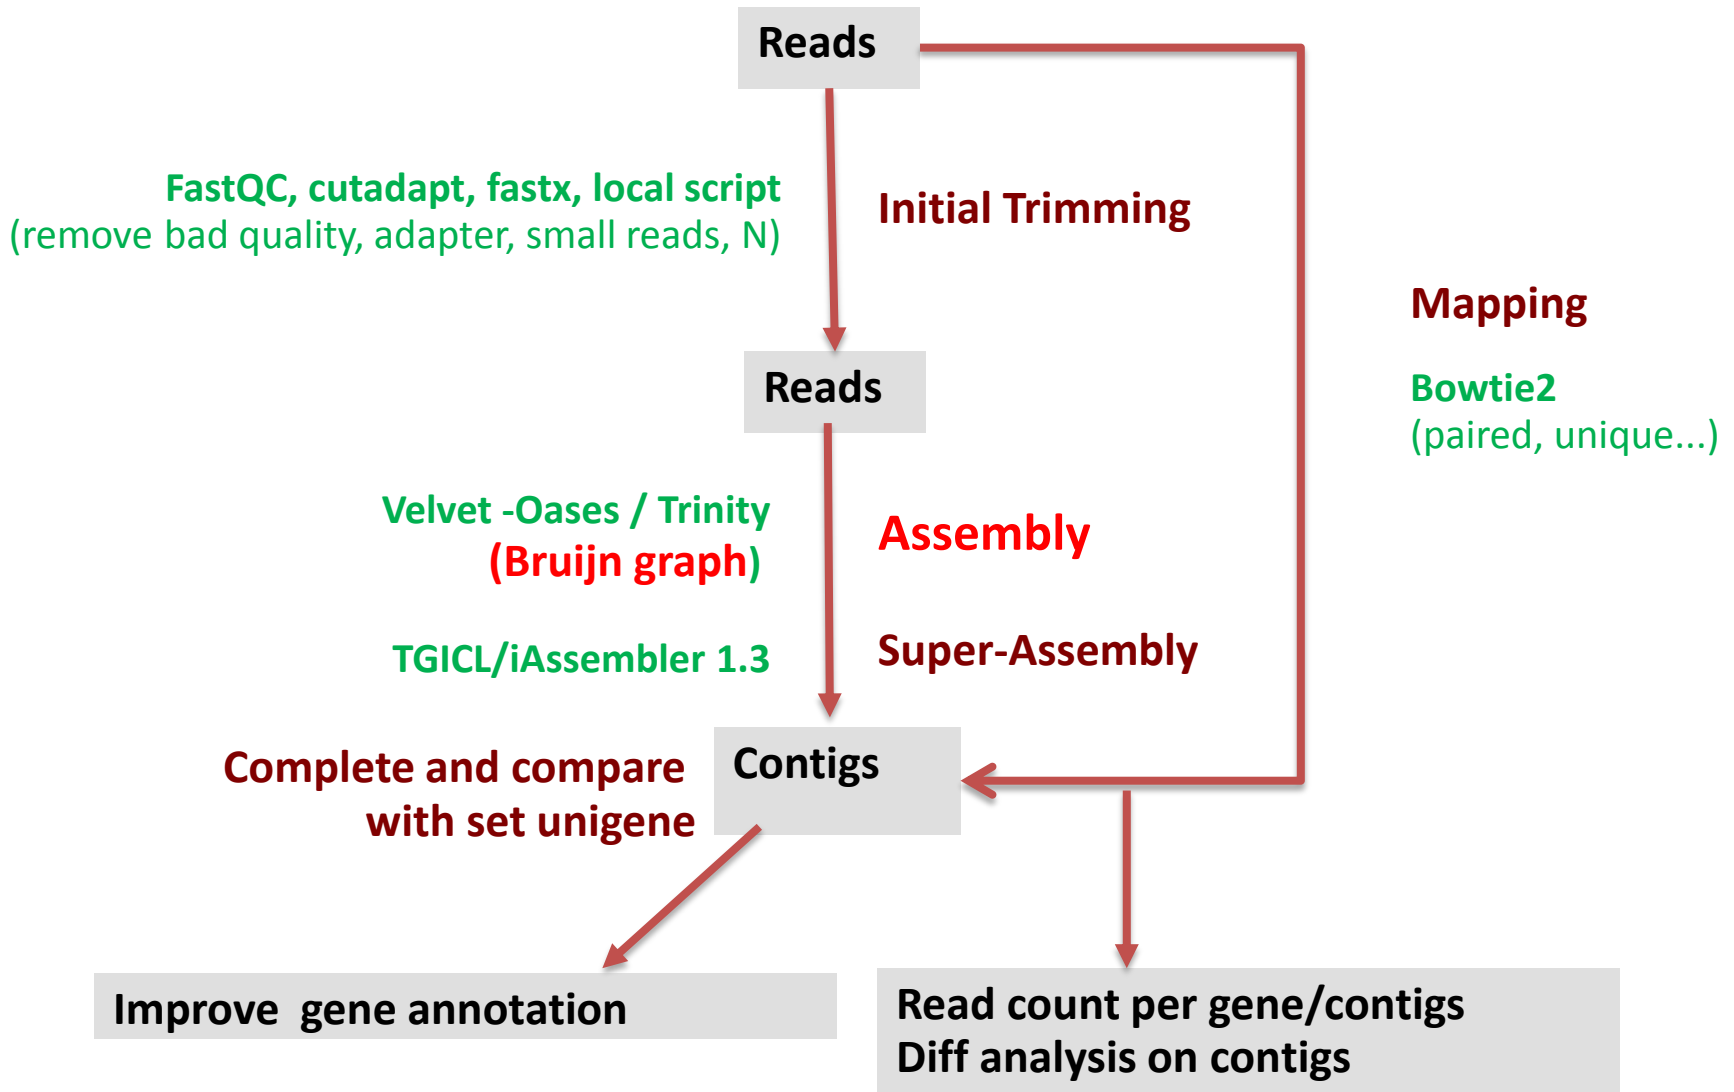 Reads
FastQC, cutadapt, fastx, local script
(remove bad quality, adapter, small reads, N)
Initial Trimming
Mapping
Bowtie2
(paired, unique...)
Reads
Velvet -Oases / Trinity
(Bruijn graph)
Assembly
TGICL/iAssembler 1.3
Super-Assembly
Complete and compare
with set unigene
Contigs
Improve gene annotation
Read count per gene/contigs
Diff analysis on contigs